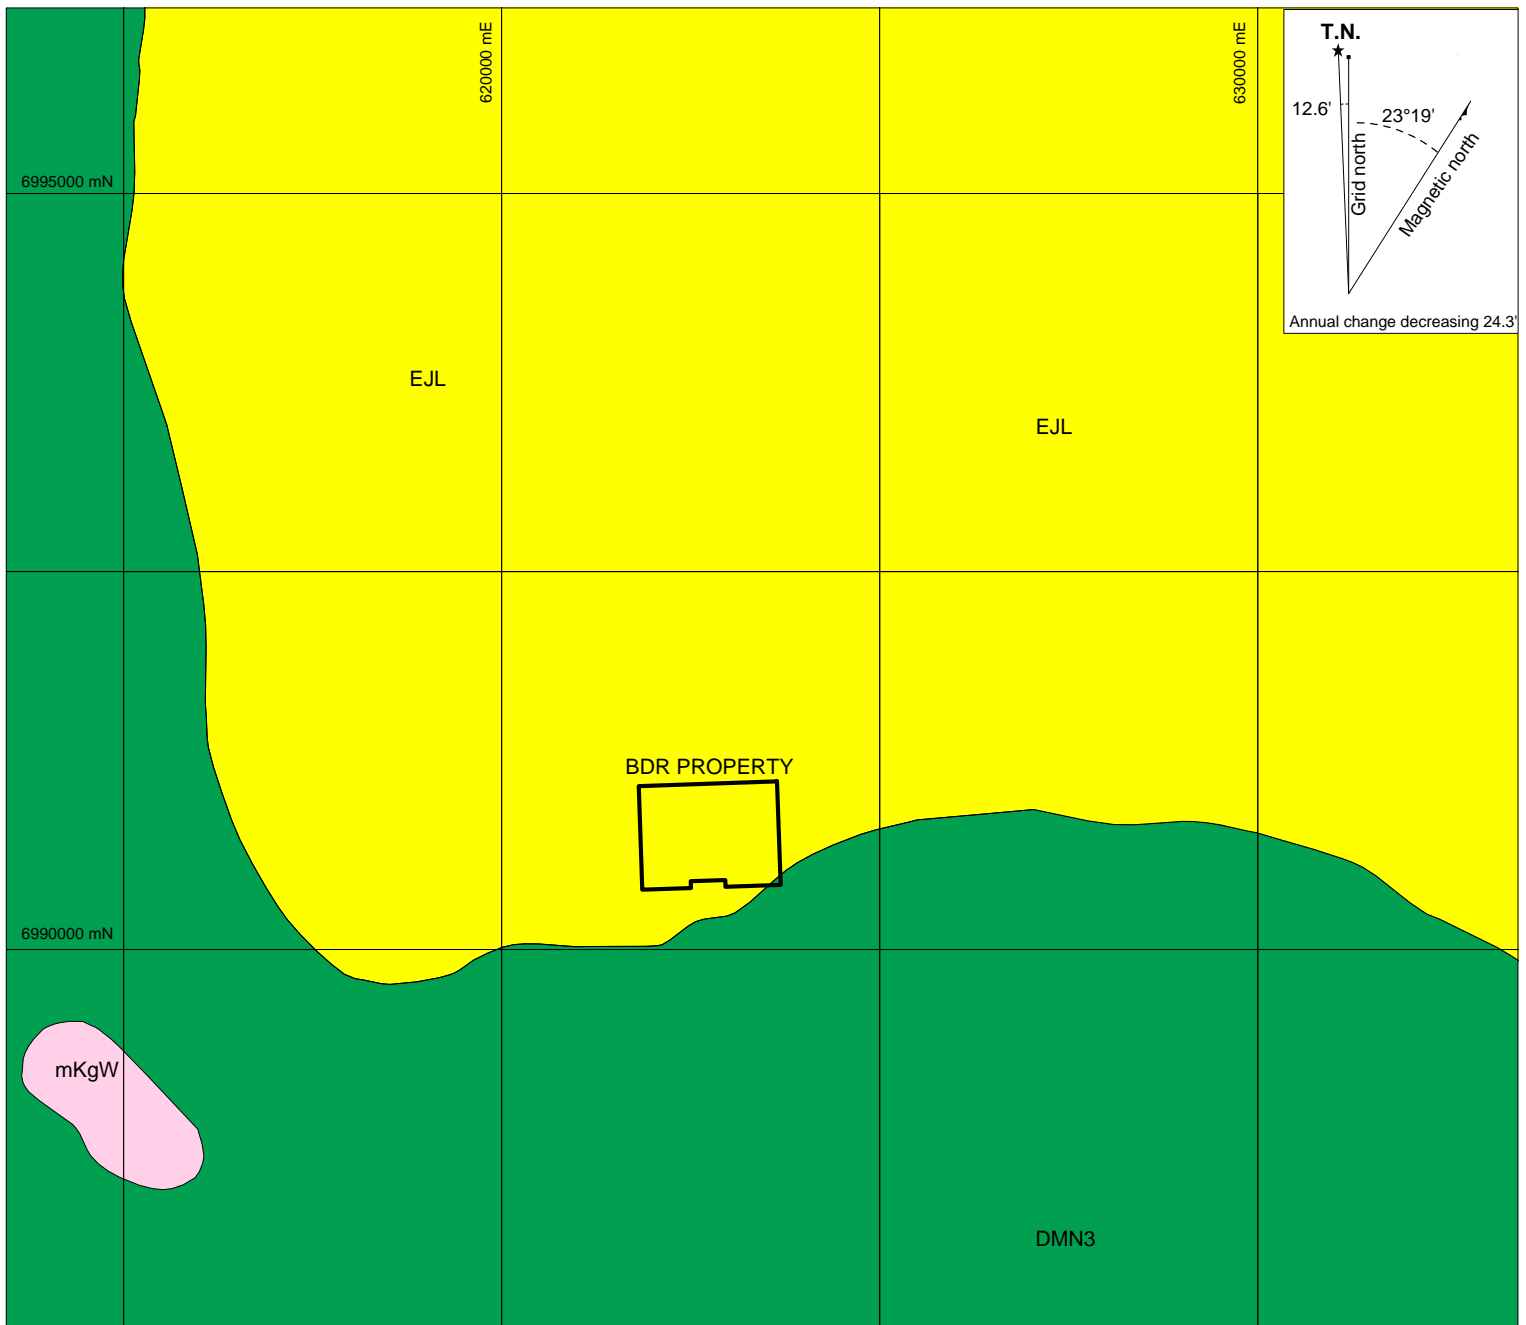 620000 mE
630000 mE
T.N.
12.6'
23°19'
Grid north
Magnetic north
Annual change decreasing 24.3'
6995000 mN
EJL
EJL
BDR PROPERTY
6990000 mN
mKgW
DMN3